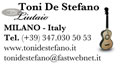 Toni De Stefano
Liutaio
MILANO - Italy
Tel. (+39) 347,030 50 53
www.tonidestefano.it
tonidestefano@fastwebnet.it